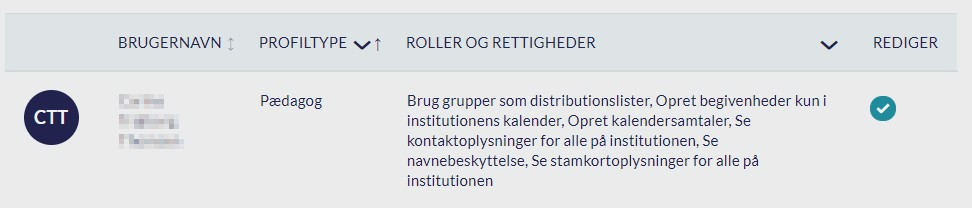 BRUGERNAVN PROFILTYPE ROLLER OG RETTIGHEDER REDIGER
CTT Pædagog Brug grupper som distributionslister, Opret begivenheder kun i
institutionens kalender, Opret kalendersamtaler, Se
kontaktoplysninger for alle på institutionen, Se
navnebeskyttelse, Se stamkortoplysninger for alle på
institutionen